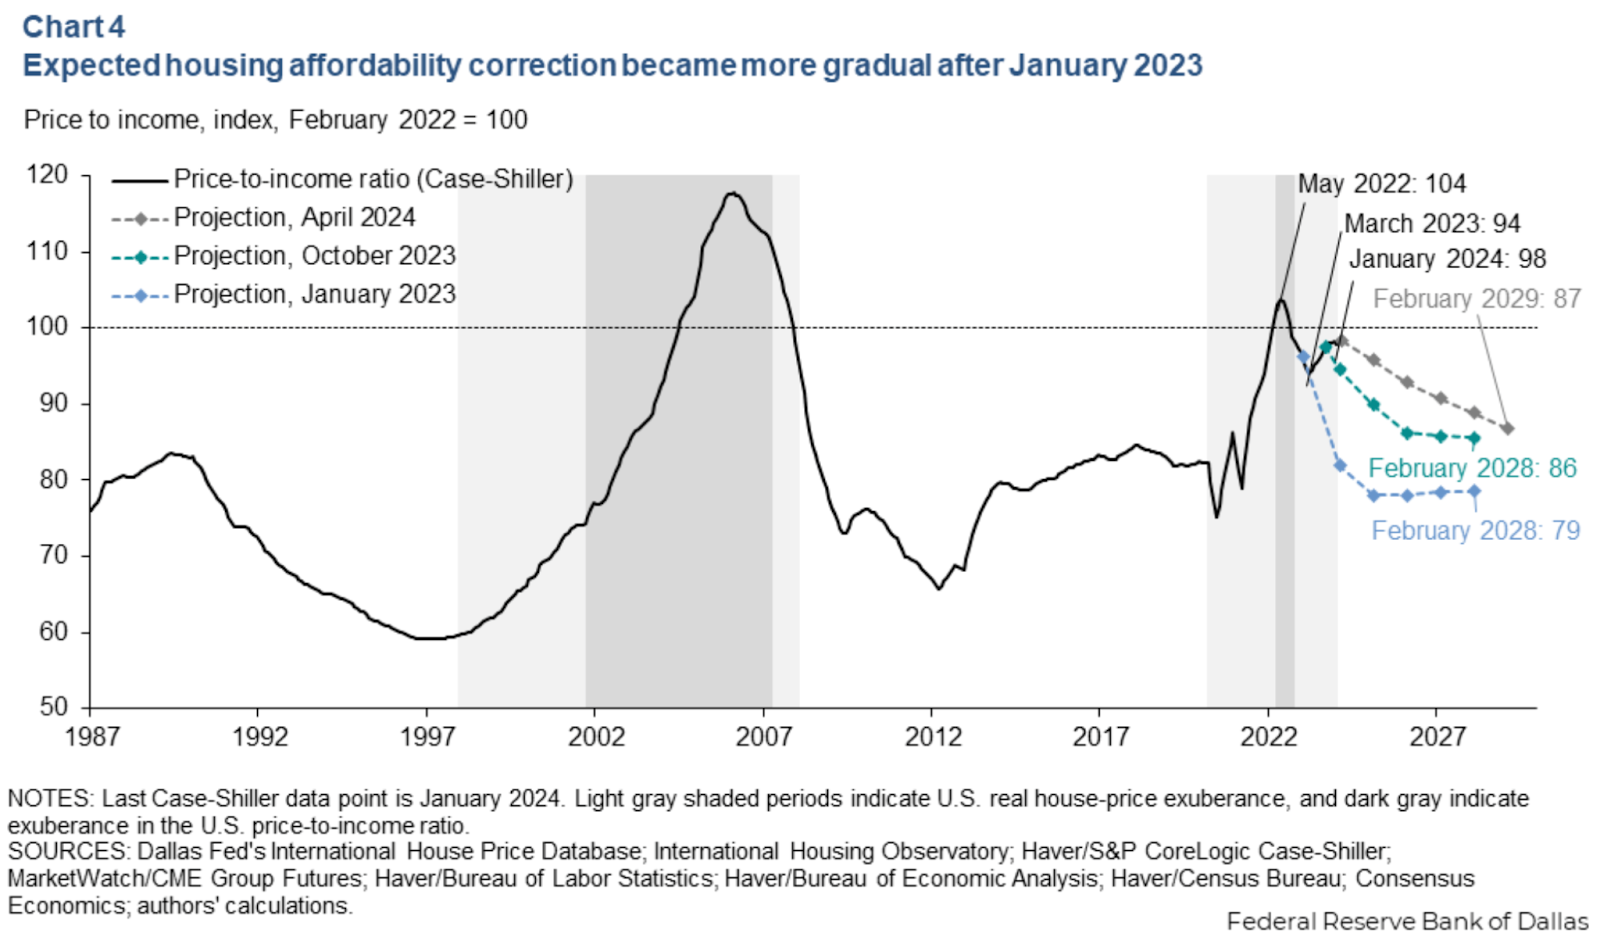 Chart 4
Expected housing affordability correction became more gradual after January 2023
Price to income, index, February 2022 = 100
120
110
100
90
80
70
60
50
Price-to-income ratio (Case-Shiller)
Projection, April 2024
Projection, October 2023
Projection, January 2023
May 2022: 104
March 2023: 94
January 2024: 98
February 2029: 87
February 2028: 86
February 2028: 79
1987 1992 1997 2002 2007 2012 2017 2022 2027
NOTES: Last Case-Shiller data point is January 2024. Light gray shaded periods indicate U.S. real house-price exuberance, and dark gray indicate
exuberance in the U.S. price-to-income ratio.
SOURCES: Dallas Fed's International House Price Database; International Housing Observatory; Haver/S&P CoreLogic Case-Shiller;
MarketWatch/CME Group Futures; Haver/Bureau of Labor Statistics; Haver/Bureau of Economic Analysis; Haver/Census Bureau; Consensus
Economics; authors' calculations.
Federal Reserve Bank of Dallas